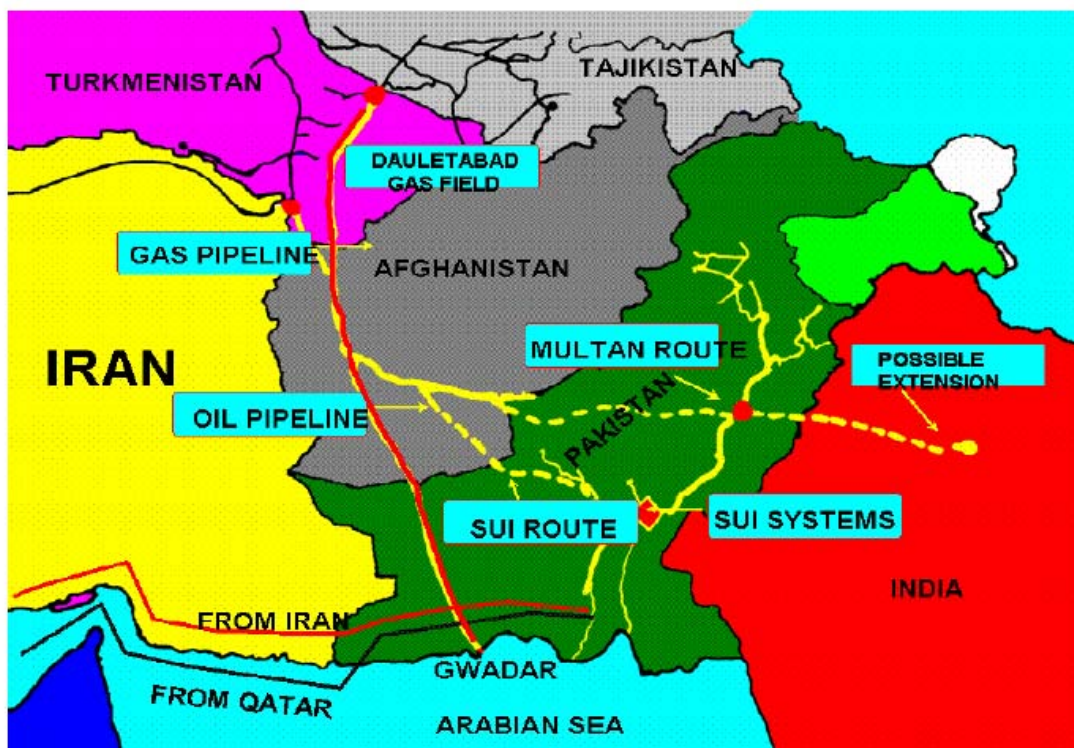 TAJIKISTAN
TURKMENISTAN
DAULETABAD
GAS FIELD
GAS PIPELINE
AFGHANISTAN
MULTAN ROUTE
IRAN
POSSIBLE
EXTENSION
OIL PIPELINE
PAKISTAN
SUI ROUTE
SUI SYSTEMS
INDIA
FROM IRAN
GWADAR
FROM QATAR
ARABIAN SEA